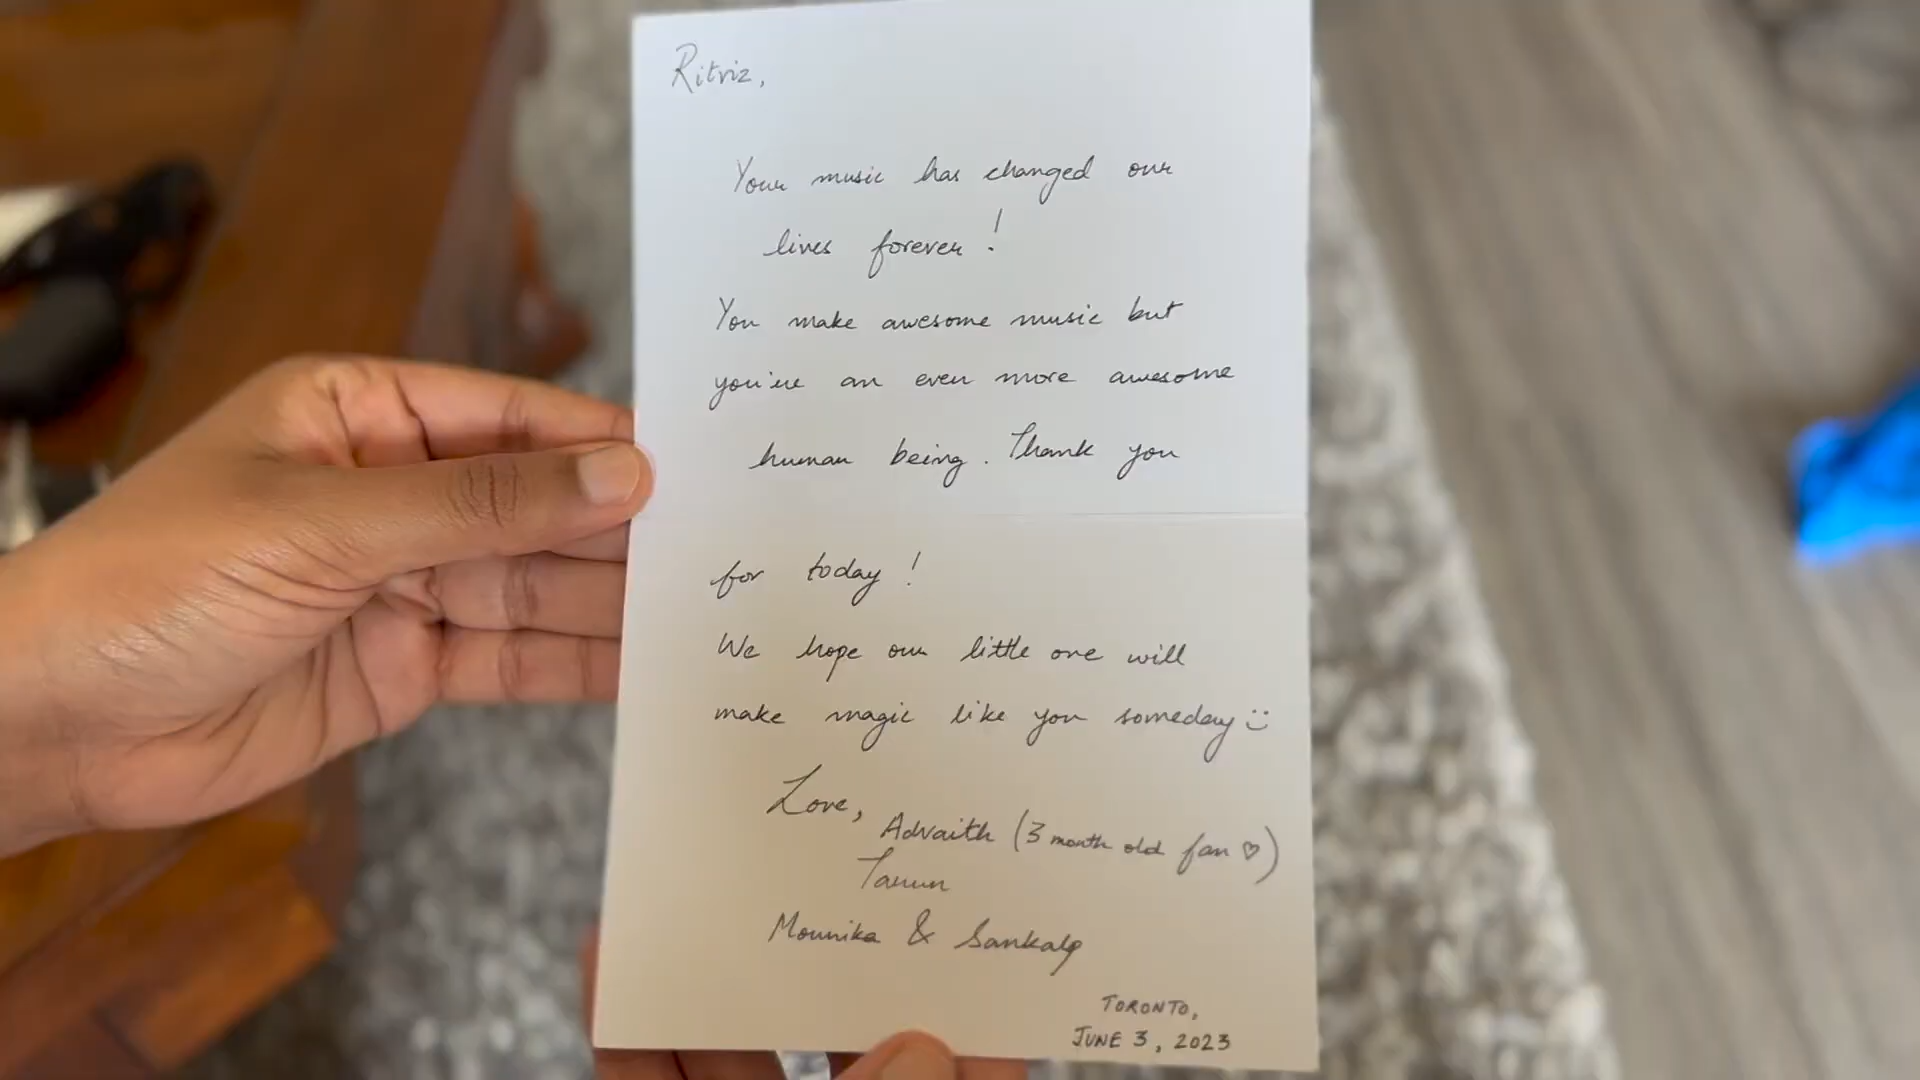 Ritviz,
Your music has changed our
lives forever!
You make awesome music but
you're an even more awesome
human being. Thank you
for today!
We hope our little one will
make magic like you someday :)
Love,
Advaith (3 month old fan ♡)
Tarun
Mounika & Sankalp
TORONTO,
JUNE 3, 2023